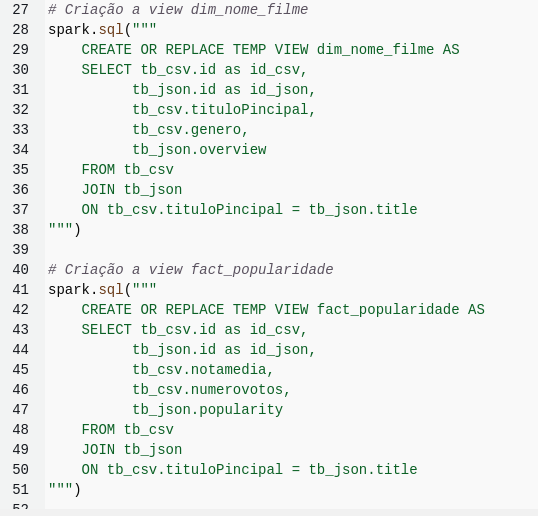 27 # Criação a view dim_nome_filme
28 spark.sql("""
29     CREATE OR REPLACE TEMP VIEW dim_nome_filme AS
30     SELECT tb_csv.id as id_csv,
31           tb_json.id as id_json,
32           tb_csv.tituloPincipal,
33           tb_csv.genero,
34           tb_json.overview
35     FROM tb_csv
36     JOIN tb_json
37     ON tb_csv.tituloPincipal = tb_json.title
38 """)
39
40 # Criação a view fact_popularidade
41 spark.sql("""
42     CREATE OR REPLACE TEMP VIEW fact_popularidade AS
43     SELECT tb_csv.id as id_csv,
44           tb_json.id as id_json,
45           tb_csv.notamedia,
46           tb_csv.numerovotos,
47           tb_json.popularity
48     FROM tb_csv
49     JOIN tb_json
50     ON tb_csv.tituloPincipal = tb_json.title
51 """)
52